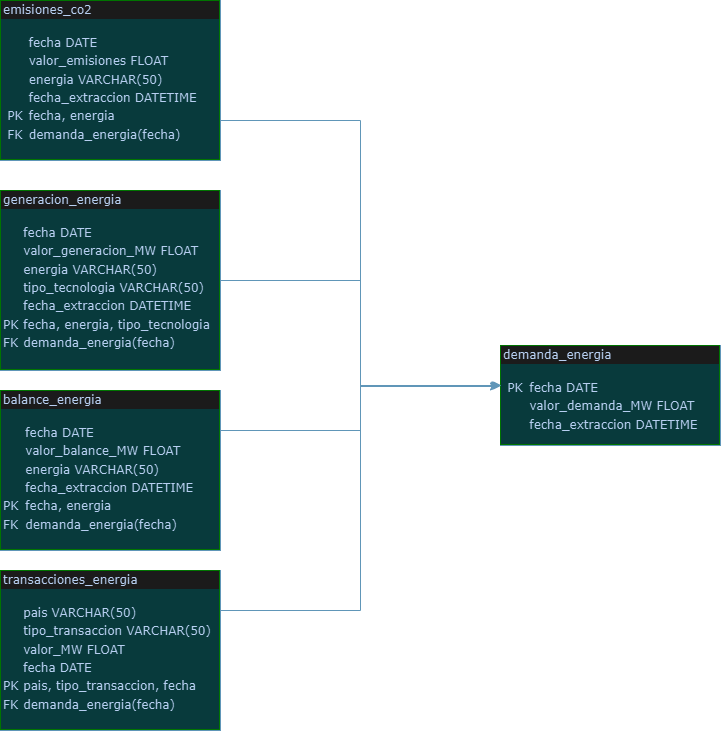 emisiones_co2
fecha DATE
valor_emisiones FLOAT
energia VARCHAR(50)
fecha_extraccion DATETIME
PK fecha, energia
FK demanda_energia(fecha)
generacion_energia
fecha DATE
valor_generacion_MW FLOAT
energia VARCHAR(50)
tipo_tecnologia VARCHAR(50)
fecha_extraccion DATETIME
PK fecha, energia, tipo_tecnologia
FK demanda_energia(fecha)
balance_energia
fecha DATE
valor_balance_MW FLOAT
energia VARCHAR(50)
fecha_extraccion DATETIME
PK fecha, energia
FK demanda_energia(fecha)
transacciones_energia
pais VARCHAR(50)
tipo_transaccion VARCHAR(50)
valor_MW FLOAT
fecha DATE
PK pais, tipo_transaccion, fecha
FK demanda_energia(fecha)
demanda_energia
PK fecha DATE
valor_demanda_MW FLOAT
fecha_extraccion DATETIME